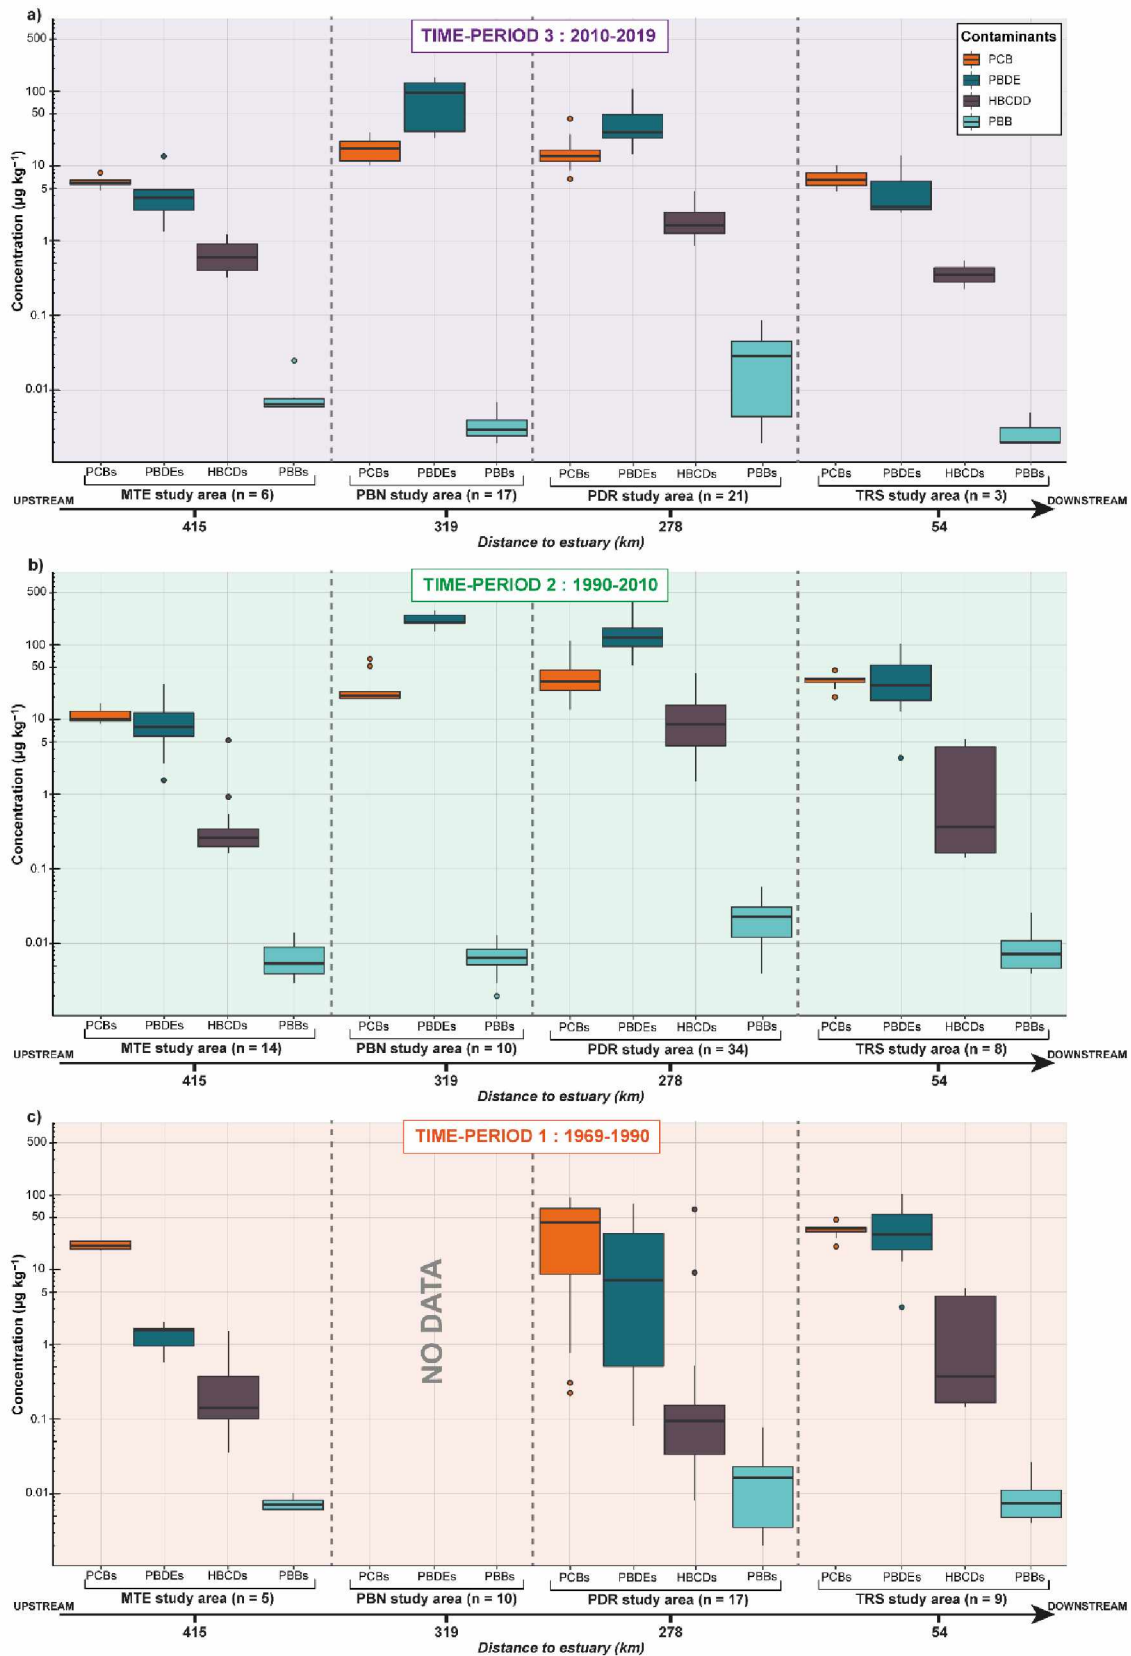 a)
TIME-PERIOD 3 : 2010-2019
Contaminants
PCB
PBDE
HBCDD
PBB
Concentration (µg kg⁻¹)
500
100
50
10
5
1
0.1
0.01
PCBs PBDEs HBCDs PBBs PCBs PBDEs PBBs PCBs PBDEs HBCDs PBBs PCBs PBDEs HBCDs PBBs
UPSTREAM MTE study area (n = 6) PBN study area (n = 17) PDR study area (n = 21) TRS study area (n = 3) DOWNSTREAM
415 319 278 54
Distance to estuary (km)
b)
TIME-PERIOD 2 : 1990-2010
Concentration (µg kg⁻¹)
500
100
50
10
5
1
0.1
0.01
PCBs PBDEs HBCDs PBBs PCBs PBDEs PBBs PCBs PBDEs HBCDs PBBs PCBs PBDEs HBCDs PBBs
UPSTREAM MTE study area (n = 14) PBN study area (n = 10) PDR study area (n = 34) TRS study area (n = 8) DOWNSTREAM
415 319 278 54
Distance to estuary (km)
c)
TIME-PERIOD 1 : 1969-1990
Concentration (µg kg⁻¹)
500
100
50
10
5
1
0.1
0.01
NO DATA
PCBs PBDEs HBCDs PBBs PCBs PBDEs PBBs PCBs PBDEs HBCDs PBBs PCBs PBDEs HBCDs PBBs
UPSTREAM MTE study area (n = 5) PBN study area (n = 10) PDR study area (n = 17) TRS study area (n = 9) DOWNSTREAM
415 319 278 54
Distance to estuary (km)